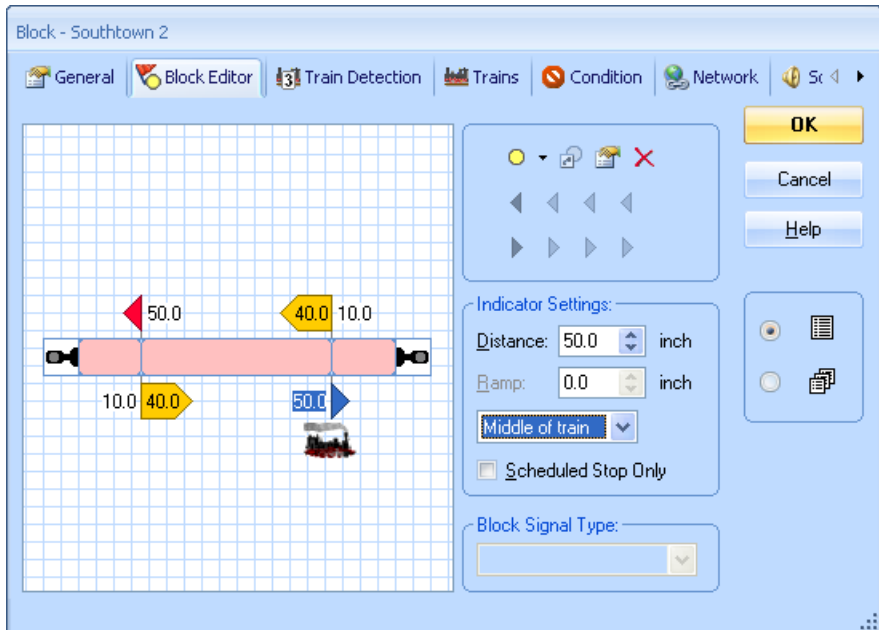 Block - Southtown 2
General Block Editor 3 Train Detection Trains Condition Network Sc
OK
Cancel
Help
50.0 40.0 10.0
10.0 40.0 50.0
Indicator Settings:
Distance: 50.0 inch
Ramp: 0.0 inch
Middle of train
Scheduled Stop Only
Block Signal Type: